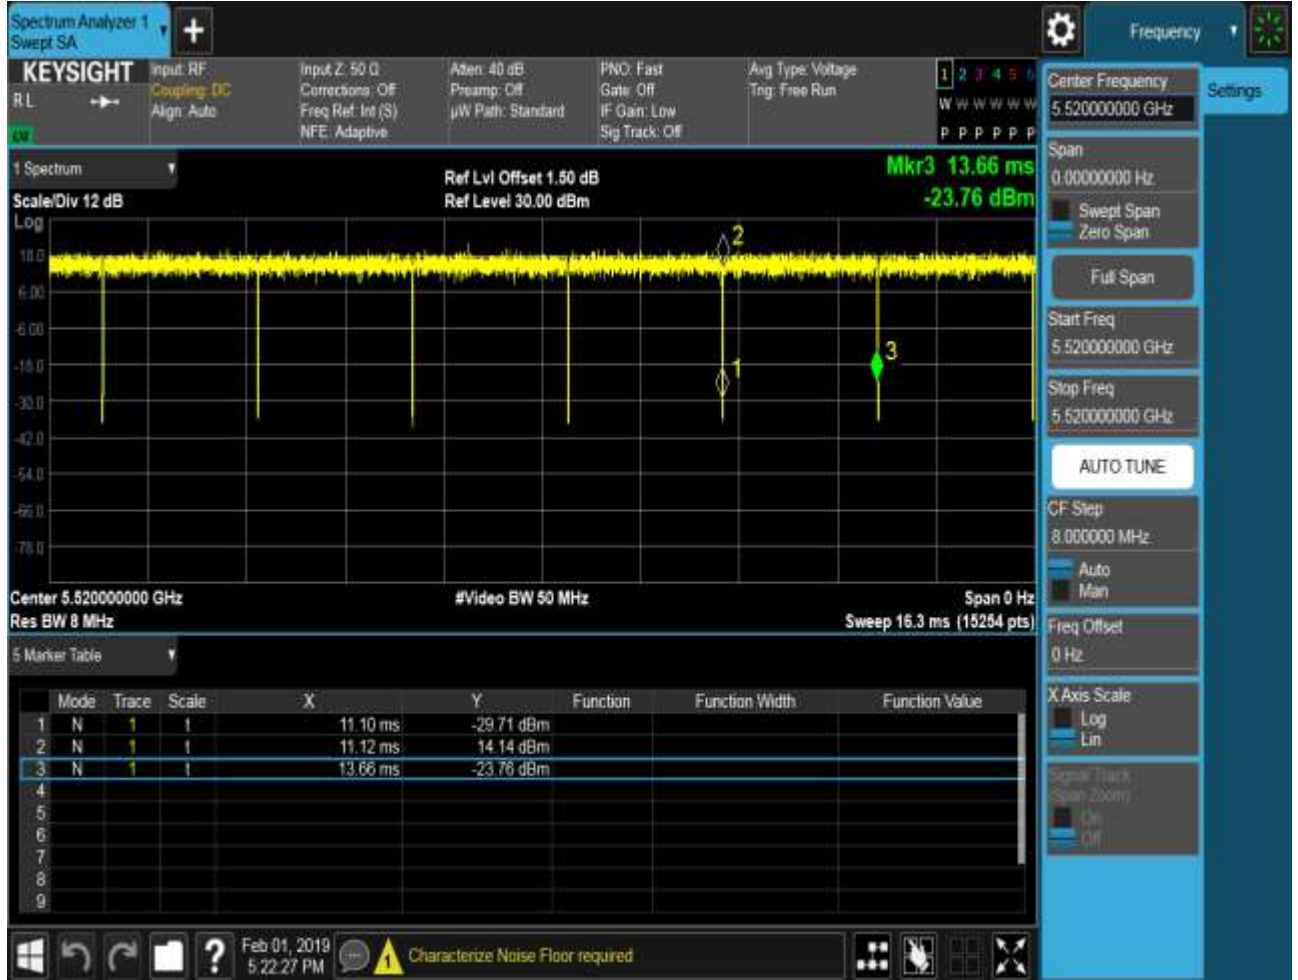 Spectrum Analyzer 1
Swept SA
+
Frequency
KEYSIGHT
RL
Input: RF
Coupling: DC
Align: Auto
Input Z: 50 Ω
Corrections: Off
Freq Ref: Int (S)
NFE: Adaptive
Atten: 40 dB
Preamp: Off
µW Path: Standard
PNO: Fast
Gate: Off
IF Gain: Low
Sig Track: Off
Avg Type: Voltage
Trig: Free Run
1 2 3 4 5 6
W W W W W W
P P P P P P
Settings
Center Frequency
5.520000000 GHz
Span
0.00000000 Hz
Swept Span
Zero Span
Full Span
Start Freq
5.520000000 GHz
Stop Freq
5.520000000 GHz
AUTO TUNE
CF Step
8.000000 MHz
Auto
Man
Freq Offset
0 Hz
X Axis Scale
Log
Lin
Signal Track
(Span Zoom)
On
Off
1 Spectrum
Scale/Div 12 dB
Ref Lvl Offset 1.50 dB
Ref Level 30.00 dBm
Mkr3 13.66 ms
-23.76 dBm
Log
18.0
6.00
-6.00
-18.0
-30.0
-42.0
-54.0
-66.0
-78.0
2
1
3
Center 5.520000000 GHz
#Video BW 50 MHz
Span 0 Hz
Res BW 8 MHz
Sweep 16.3 ms (15254 pts)
5 Marker Table
Mode Trace Scale X Y Function Function Width Function Value
1 N 1 t 11.10 ms -29.71 dBm
2 N 1 t 11.12 ms 14.14 dBm
3 N 1 t 13.66 ms -23.76 dBm
4
5
6
7
8
9
?
Feb 01, 2019
5:22:27 PM
1
Characterize Noise Floor required